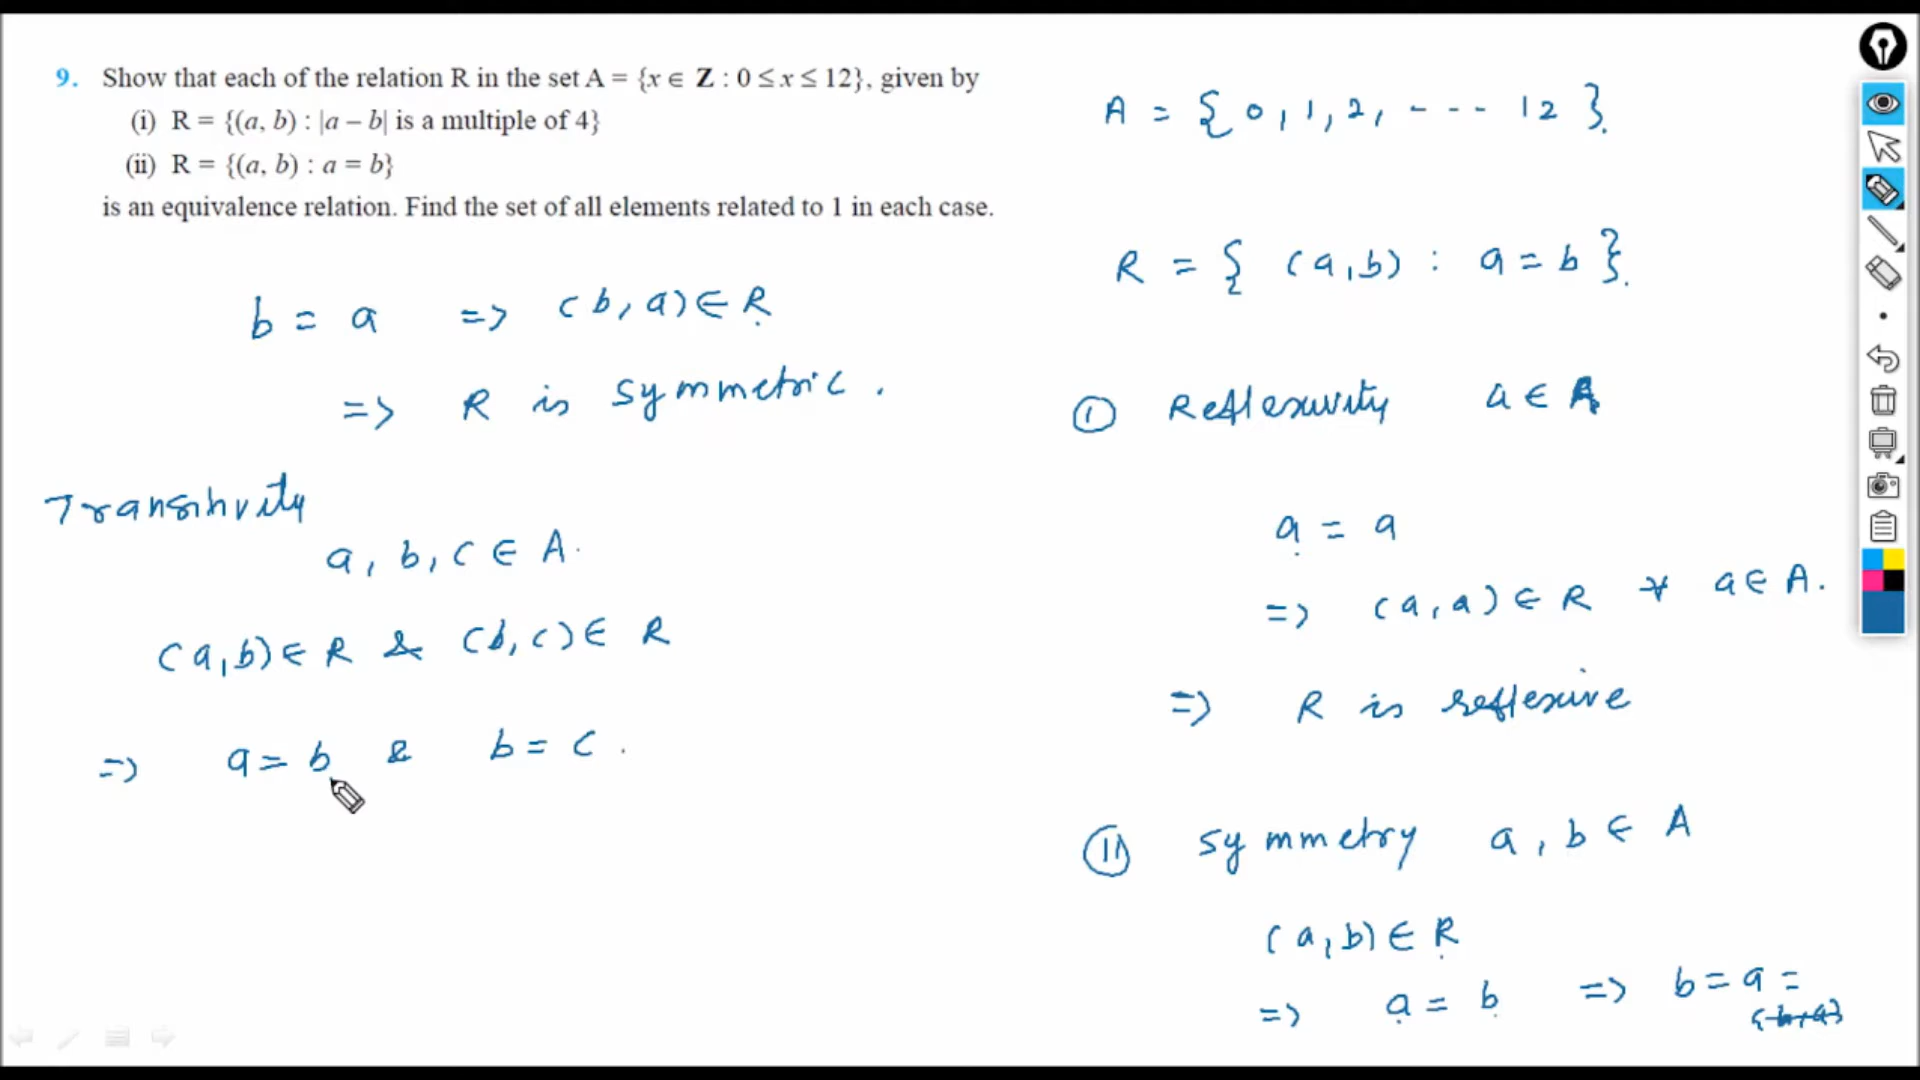 9. Show that each of the relation R in the set A = {x ∈ Z : 0 ≤ x ≤ 12}, given by
(i) R = {(a, b) : |a – b| is a multiple of 4}
(ii) R = {(a, b) : a = b}
is an equivalence relation. Find the set of all elements related to 1 in each case.
A = { 0, 1, 2, - - - - 12 }.
R = { (a, b) : a = b }.
① Reflexivity a ∈ A
a = a
=> (a, a) ∈ R ∀ a ∈ A.
=> R is reflexive
⑪ Symmetry a, b ∈ A
(a, b) ∈ R
=> a = b => b = a =
(b, a)
b = a => (b, a) ∈ R
=> R is symmetric.
Transitivity
a, b, c ∈ A.
(a, b) ∈ R & (b, c) ∈ R
=> a = b & b = c.